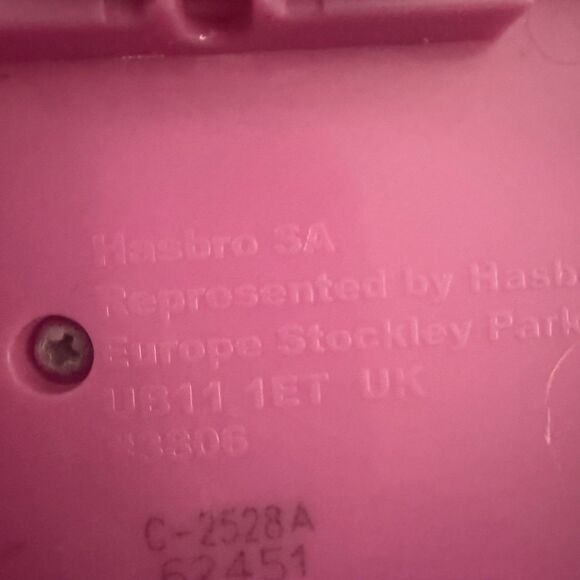 Hasbro SA
Represented by Hasb
Europe Stockley Park
UB11 1ET UK
C-2528A
62451